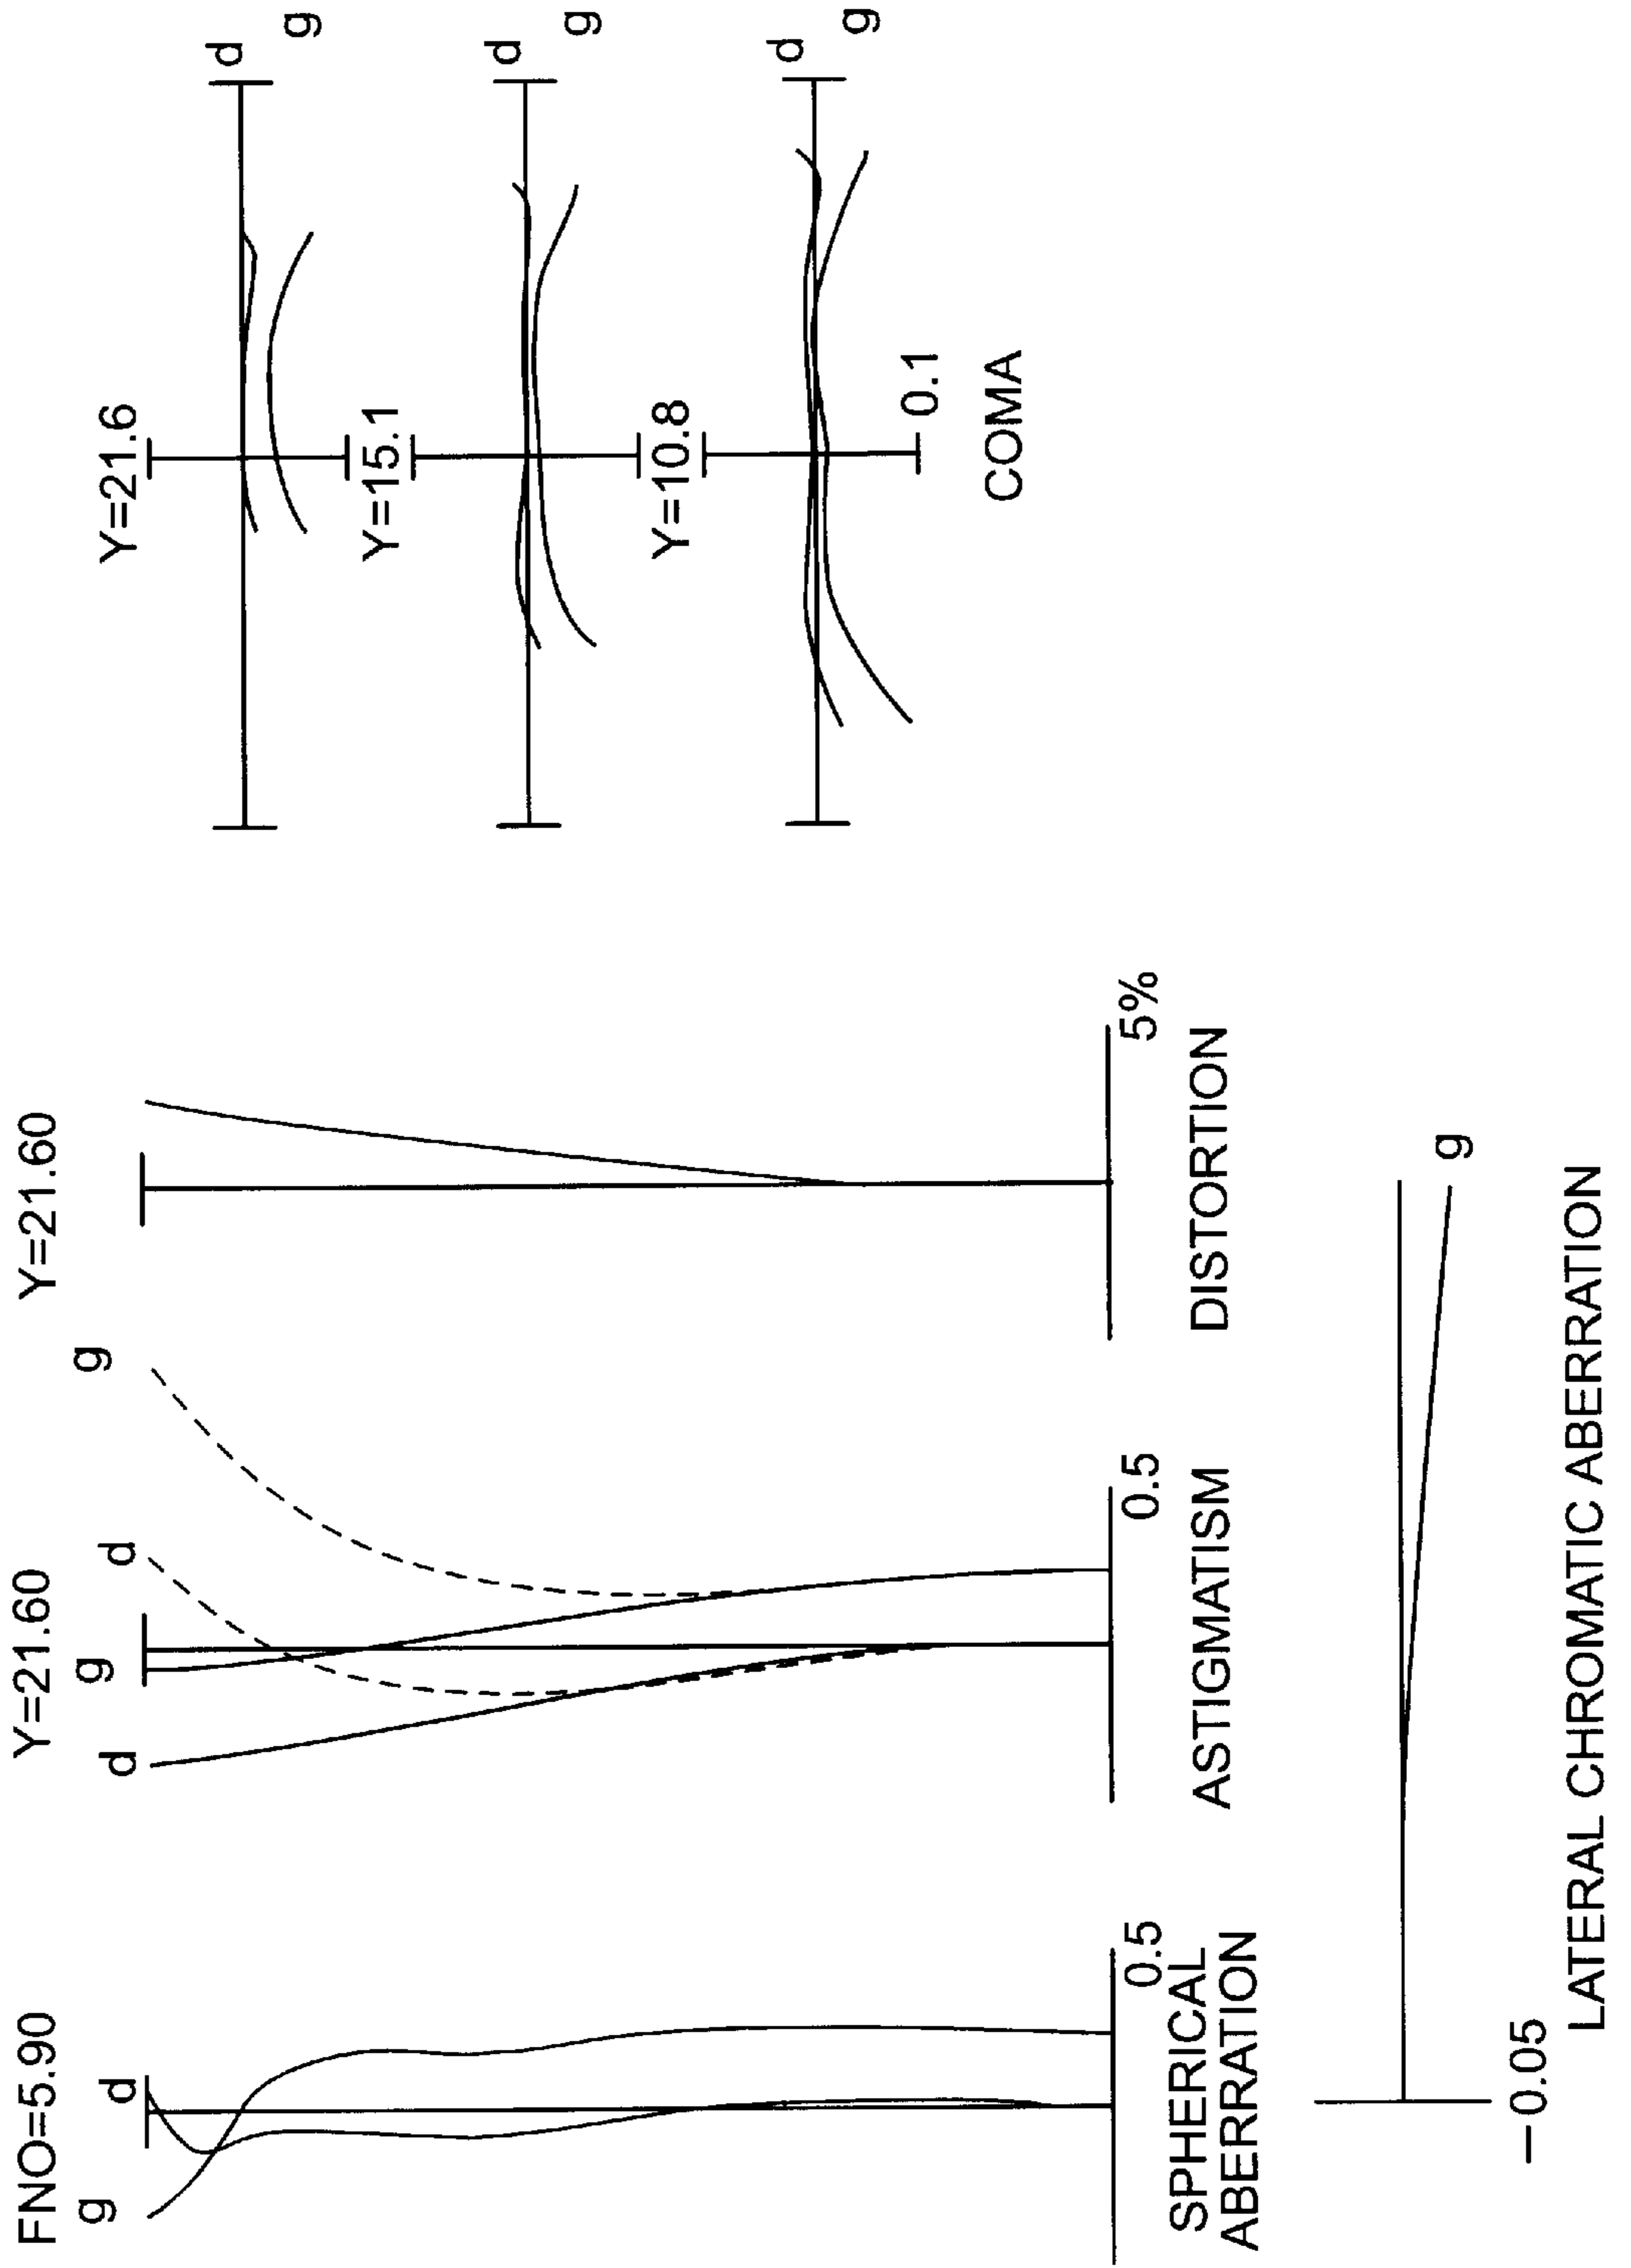 FNO=5.90
g
d
0.5
SPHERICAL
ABERRATION
Y=21.60
d
g
d
g
0.5
ASTIGMATISM
Y=21.60
5%
DISTORTION
g
−0.05
LATERAL CHROMATIC ABERRATION
Y=21.6
d
g
Y=15.1
d
g
Y=10.8
d
g
0.1
COMA